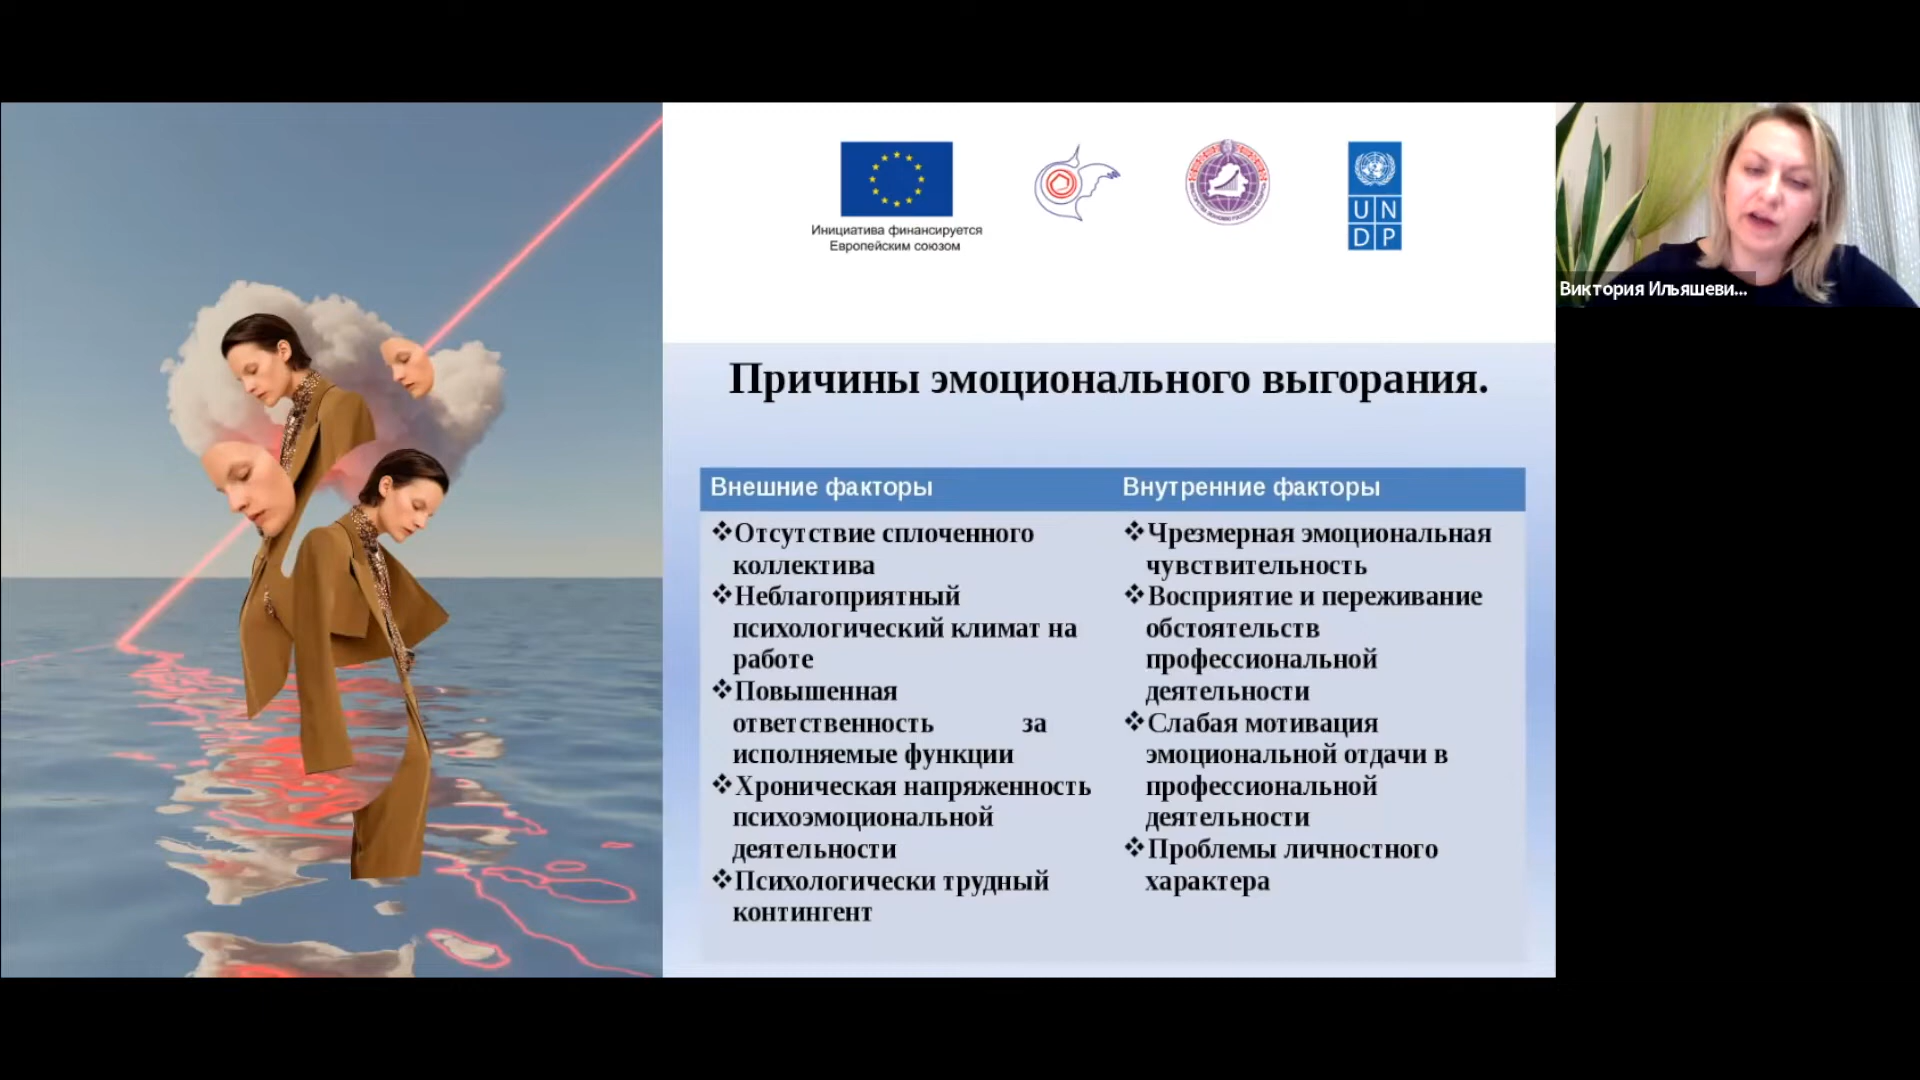 Инициатива финансируется
Европейским союзом
U N
D P
Виктория Ильяшеви...
Причины эмоционального выгорания.
Внешние факторы
❖Отсутствие сплоченного
коллектива
❖Неблагоприятный
психологический климат на
работе
❖Повышенная
ответственность за
исполняемые функции
❖Хроническая напряженность
психоэмоциональной
деятельности
❖Психологически трудный
контингент
Внутренние факторы
❖Чрезмерная эмоциональная
чувствительность
❖Восприятие и переживание
обстоятельств
профессиональной
деятельности
❖Слабая мотивация
эмоциональной отдачи в
профессиональной
деятельности
❖Проблемы личностного
характера